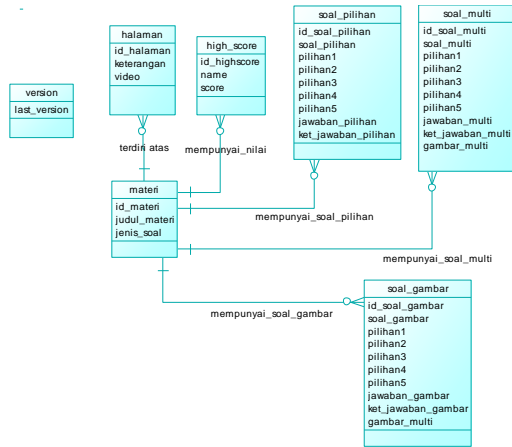 version
last_version
halaman
id_halaman
keterangan
video
high_score
id_highscore
name
score
soal_pilihan
id_soal_pilihan
soal_pilihan
pilihan1
pilihan2
pilihan3
pilihan4
pilihan5
jawaban_pilihan
ket_jawaban_pilihan
soal_multi
id_soal_multi
soal_multi
pilihan1
pilihan2
pilihan3
pilihan4
pilihan5
jawaban_multi
ket_jawaban_multi
gambar_multi
terdiri atas
mempunyai_nilai
materi
id_materi
judul_materi
jenis_soal
mempunyai_soal_pilihan
mempunyai_soal_multi
mempunyai_soal_gambar
soal_gambar
id_soal_gambar
soal_gambar
pilihan1
pilihan2
pilihan3
pilihan4
pilihan5
jawaban_gambar
ket_jawaban_gambar
gambar_multi